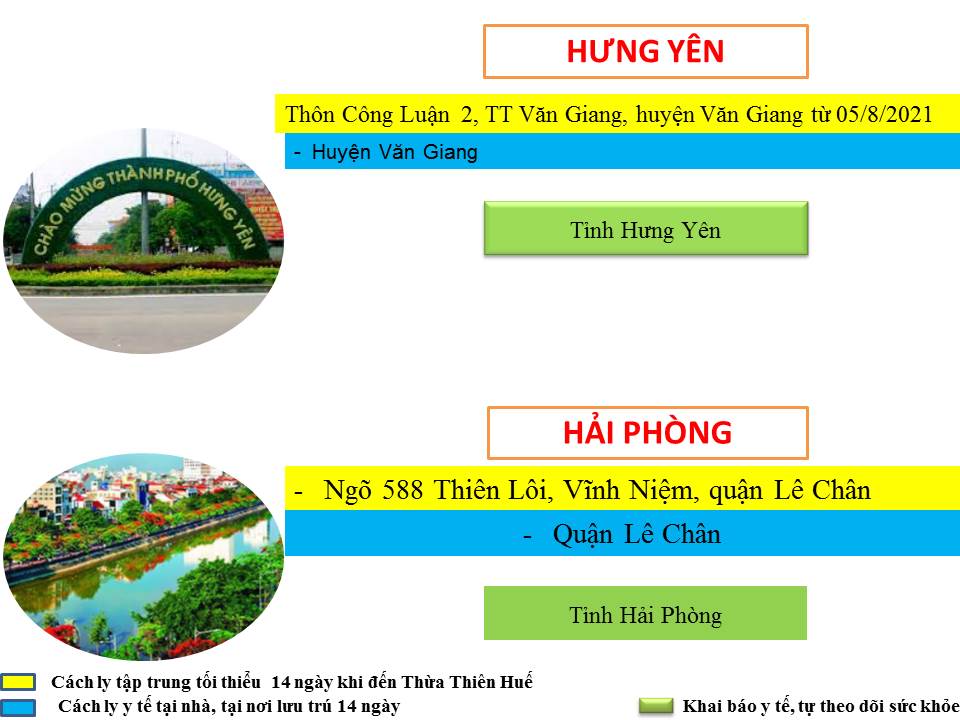 HƯNG YÊN
Thôn Công Luận 2, TT Văn Giang, huyện Văn Giang từ 05/8/2021
- Huyện Văn Giang
CHÀO MỪNG THÀNH PHỐ HƯNG YÊN
Tỉnh Hưng Yên
HẢI PHÒNG
- Ngõ 588 Thiên Lôi, Vĩnh Niệm, quận Lê Chân
- Quận Lê Chân
Tỉnh Hải Phòng
Cách ly tập trung tối thiểu 14 ngày khi đến Thừa Thiên Huế
Cách ly y tế tại nhà, tại nơi lưu trú 14 ngày
Khai báo y tế, tự theo dõi sức khỏe